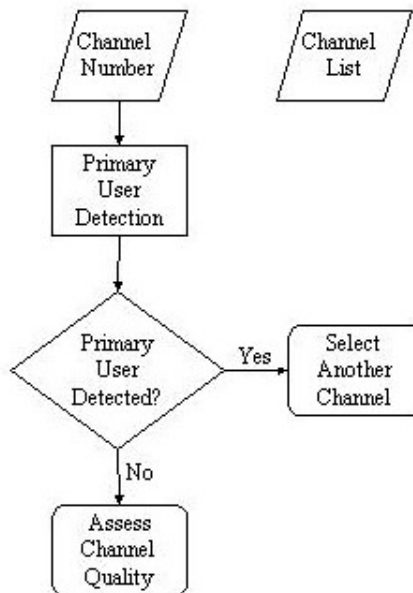 Channel
Number
Channel
List
Primary
User
Detection
Primary
User
Detected?
Yes
Select
Another
Channel
No
Assess
Channel
Quality